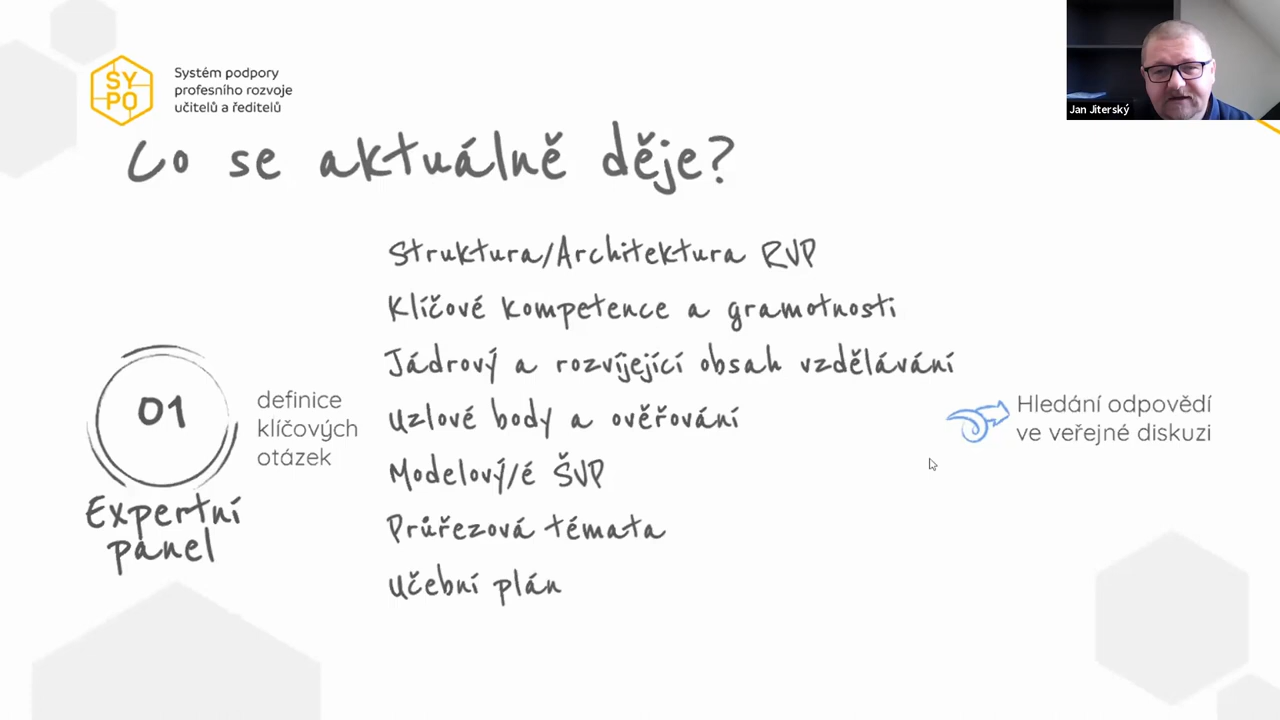 SY
PO
Systém podpory
profesního rozvoje
učitelů a ředitelů
Jan Jiterský
Co se aktuálně děje?
Struktura/Architektura RVP
Klíčové kompetence a gramotnosti
Jádrový a rozvíjející obsah vzdělávání
Uzlové body a ověřování
Modelový/é ŠVP
Průřezová témata
Učební plán
01
definice
klíčových
otázek
Expertní
panel
Hledání odpovědí
ve veřejné diskuzi